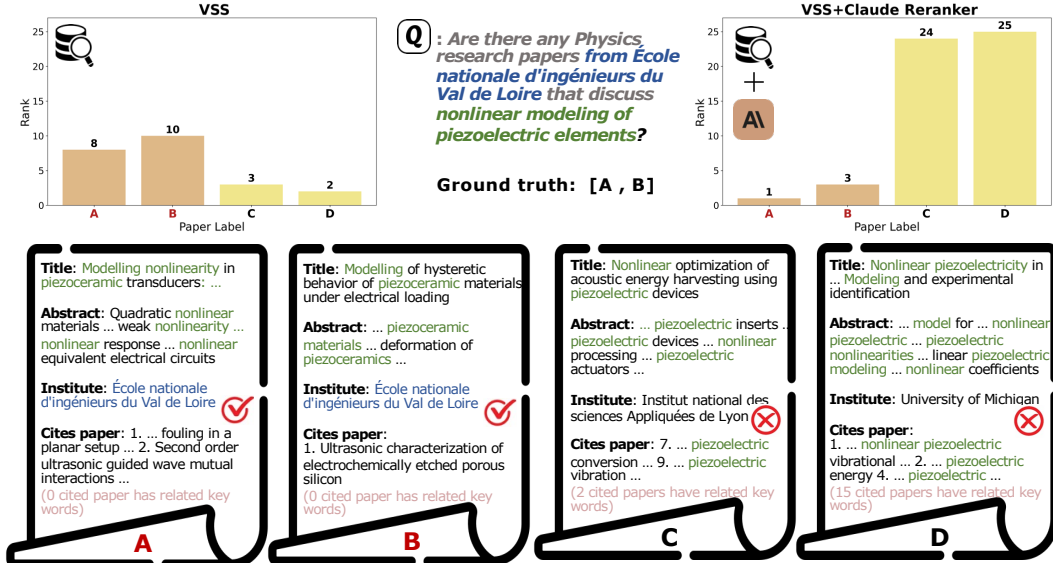 VSS
Rank
25
20
15
10
5
0
8
10
3
2
A
B
C
D
Paper Label
Q
: Are there any Physics
research papers from École
nationale d'ingénieurs du
Val de Loire that discuss
nonlinear modeling of
piezoelectric elements?
Ground truth: [A , B]
VSS+Claude Reranker
Rank
25
20
15
10
5
0
+
A\
1
3
24
25
A
B
C
D
Paper Label
Title: Modelling nonlinearity in
piezoceramic transducers: ...
Abstract: Quadratic nonlinear
materials ... weak nonlinearity ...
nonlinear response ... nonlinear
equivalent electrical circuits
Institute: École nationale
d'ingénieurs du Val de Loire
Cites paper: 1. ... fouling in a
planar setup ... 2. Second order
ultrasonic guided wave mutual
interactions ...
(0 cited paper has related key
words)
A
Title: Modelling of hysteretic
behavior of piezoceramic materials
under electrical loading
Abstract: ... piezoceramic
materials ... deformation of
piezoceramics ...
Institute: École nationale
d'ingénieurs du Val de Loire
Cites paper:
1. Ultrasonic characterization of
electrochemically etched porous
silicon
(0 cited paper has related key
words)
B
Title: Nonlinear optimization of
acoustic energy harvesting using
piezoelectric devices
Abstract: ... piezoelectric inserts ..
piezoelectric devices ... nonlinear
processing ... piezoelectric
actuators ...
Institute: Institut national des
sciences Appliquées de Lyon
Cites paper: 7. ... piezoelectric
conversion ... 9. ... piezoelectric
vibration ...
(2 cited papers have related key
words)
C
Title: Nonlinear piezoelectricity in
... Modeling and experimental
identification
Abstract: ... model for ... nonlinear
piezoelectric ... piezoelectric
nonlinearities ... linear piezoelectric
modeling ... nonlinear coefficients
Institute: University of Michigan
Cites paper:
1. ... nonlinear piezoelectric
vibrational ... 2. ... piezoelectric
energy 4. ... piezoelectric ...
(15 cited papers have related key
words)
D